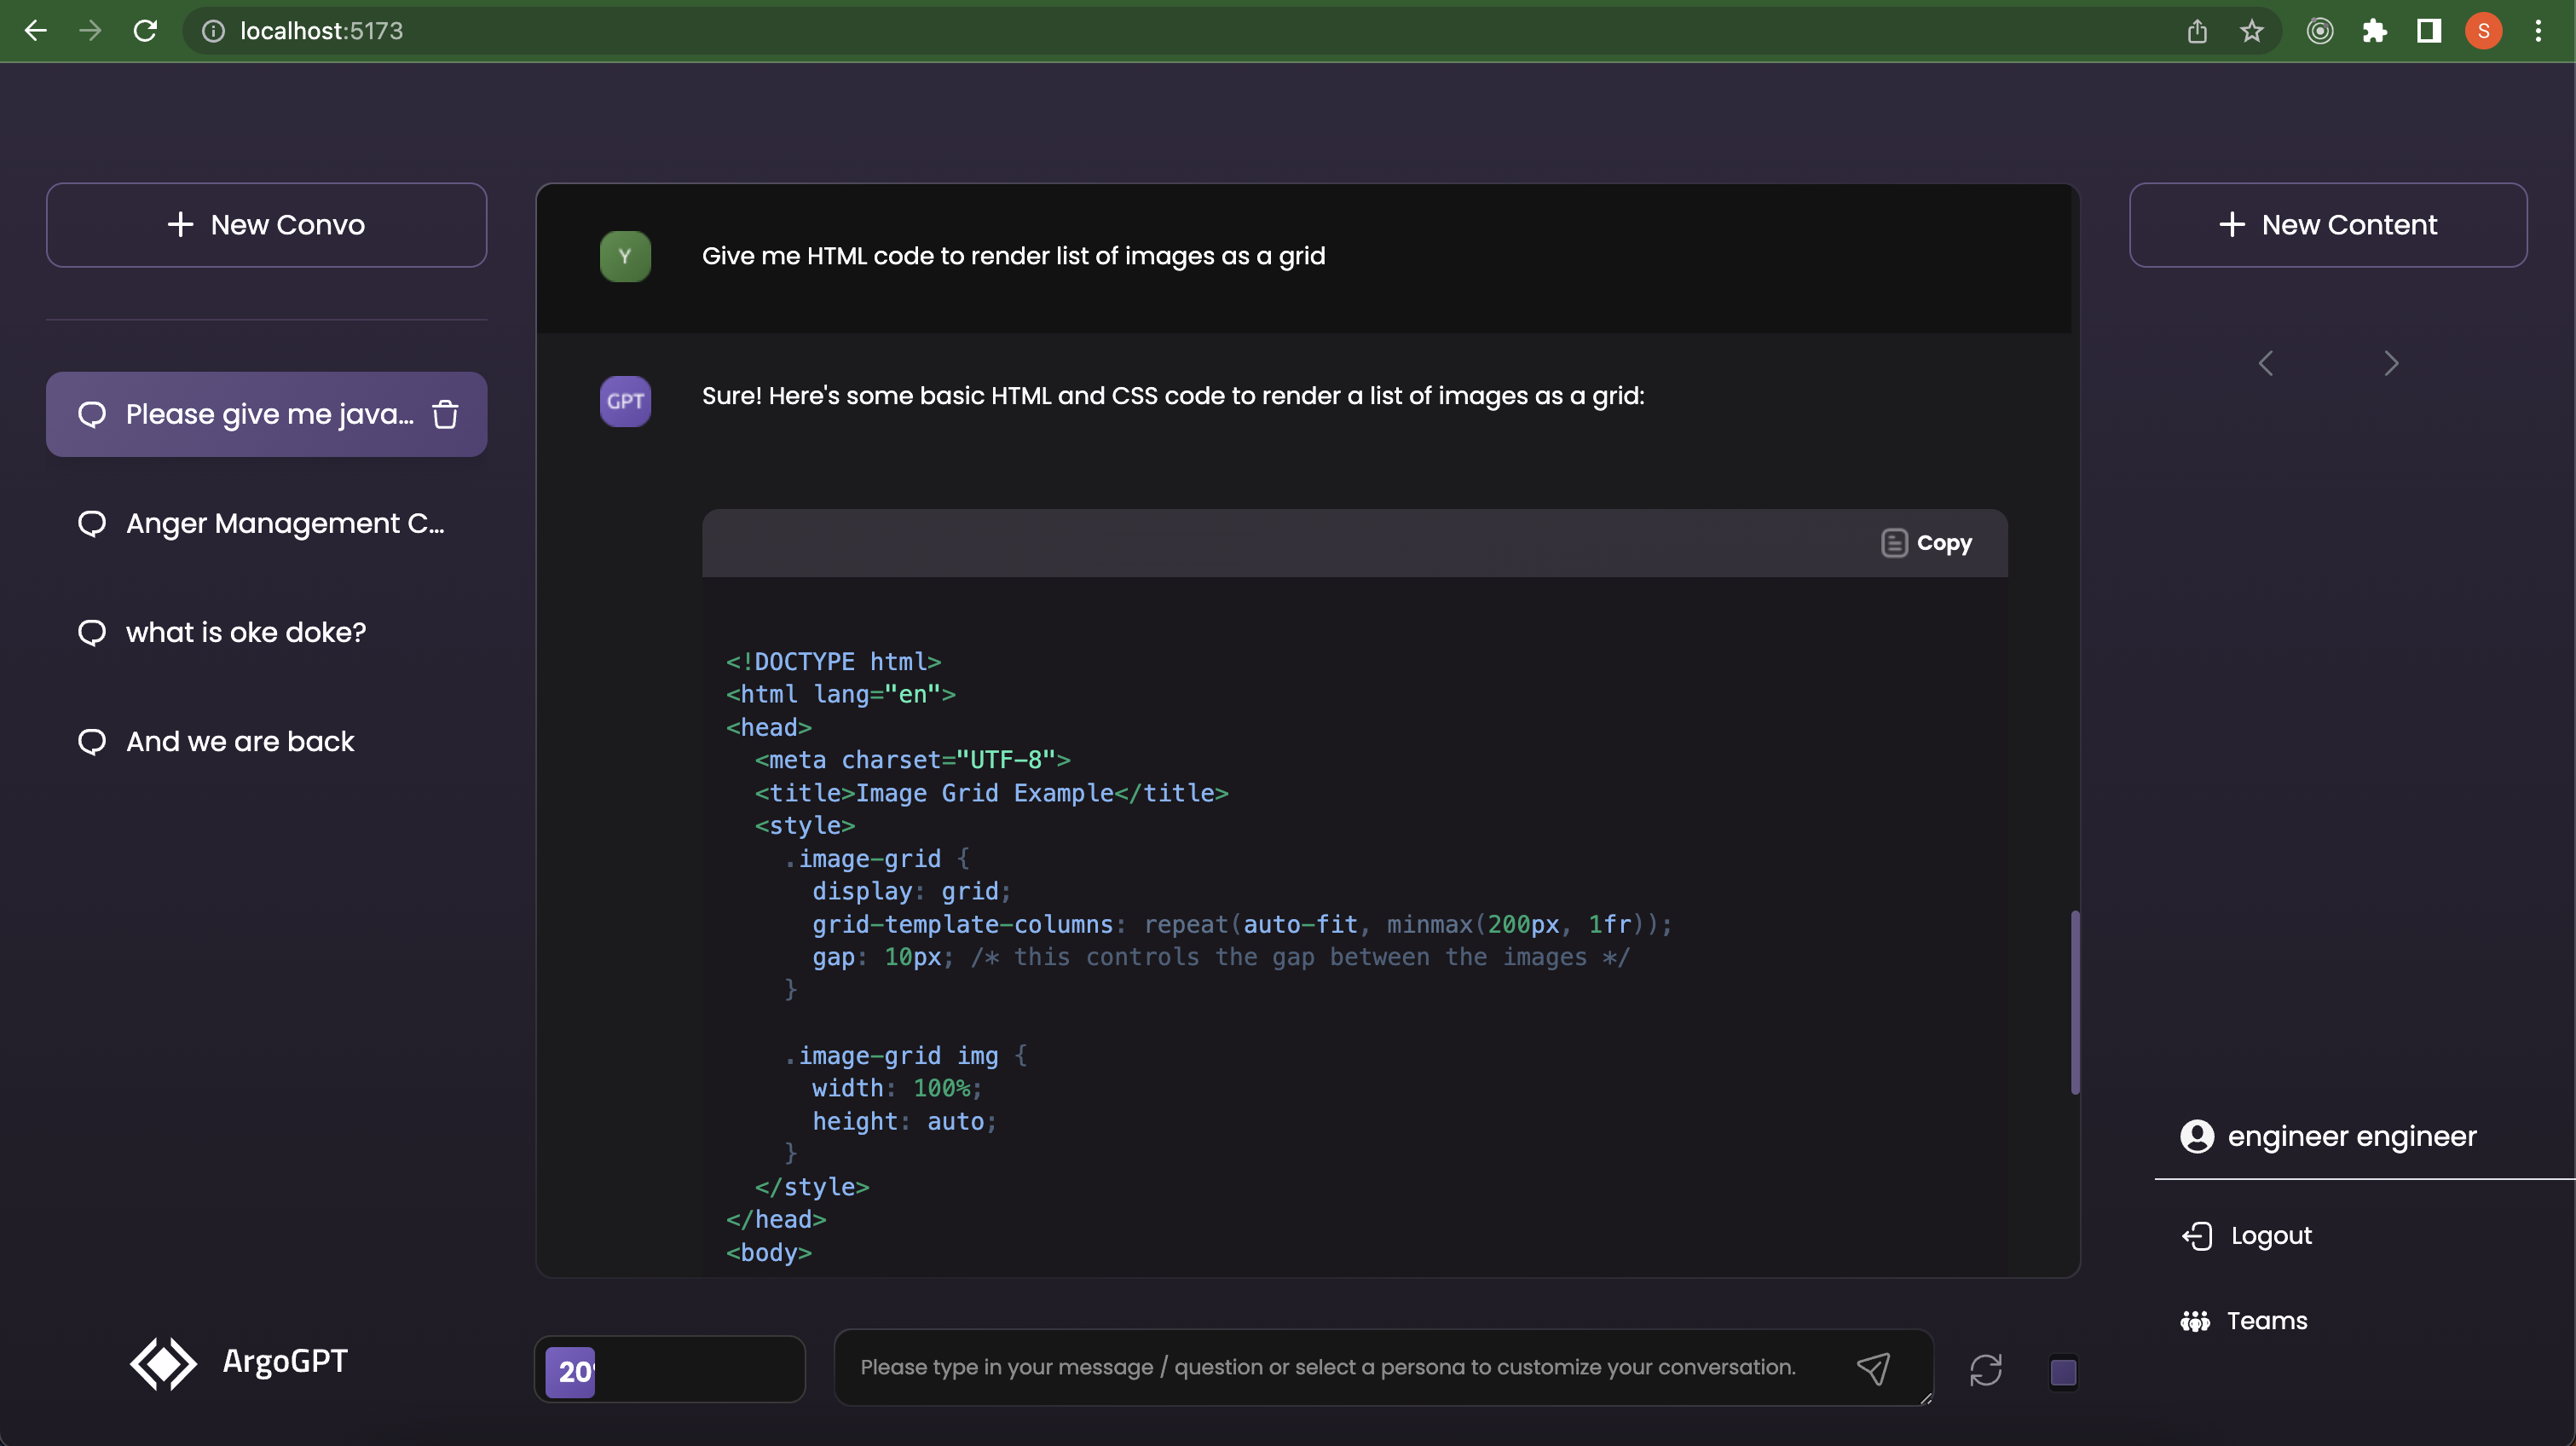 localhost:5173
S
New Convo
Please give me java...
Anger Management C...
what is oke doke?
And we are back
ArgoGPT
Y
Give me HTML code to render list of images as a grid
GPT
Sure! Here's some basic HTML and CSS code to render a list of images as a grid:
Copy
<!DOCTYPE html>
<html lang="en">
<head>
  <meta charset="UTF-8">
  <title>Image Grid Example</title>
  <style>
    .image-grid {
      display: grid;
      grid-template-columns: repeat(auto-fit, minmax(200px, 1fr));
      gap: 10px; /* this controls the gap between the images */
    }
    .image-grid img {
      width: 100%;
      height: auto;
    }
  </style>
</head>
<body>
20
Please type in your message / question or select a persona to customize your conversation.
New Content
engineer engineer
Logout
Teams